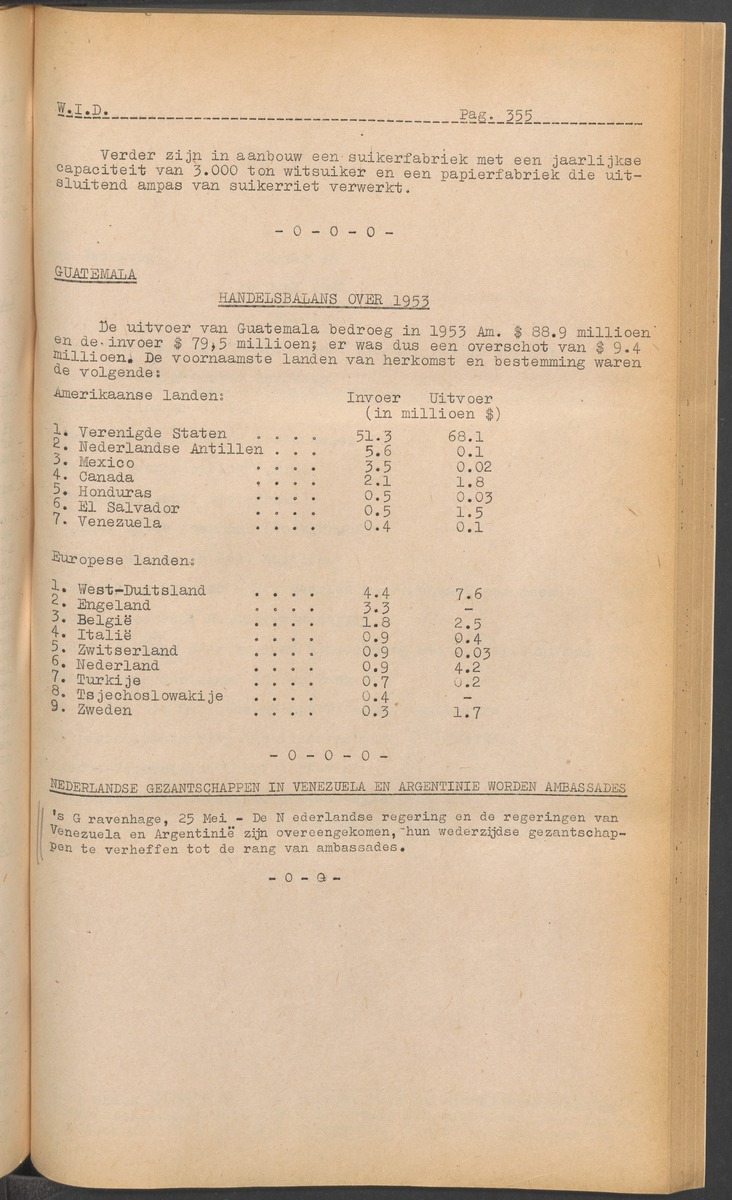 W.I.D. Pag. 355
Verder zijn in aanbouw een suikerfabriek met een jaarlijkse
capaciteit van 3.000 ton witsuiker en een papierfabriek die uit-
sluitend ampas van suikerriet verwerkt.
- 0 - 0 - 0 -
GUATEMALA
HANDELSBALANS OVER 1953
De uitvoer van Guatemala bedroeg in 1953 Am. $ 88.9 millioen
en de invoer $ 79,5 millioen; er was dus een overschot van $ 9.4
millioen. De voornaamste landen van herkomst en bestemming waren
de volgende:
Amerikaanse landen: Invoer Uitvoer
(in millioen $)
1. Verenigde Staten . . . . 51.3 68.1
2. Nederlandse Antillen . . . 5.6 0.1
3. Mexico . . . . 3.5 0.02
4. Canada . . . . 2.1 1.8
5. Honduras . . . . 0.5 0.03
6. El Salvador . . . . 0.5 1.5
7. Venezuela . . . . 0.4 0.1
Europese landen:
1. West-Duitsland . . . . 4.4 7.6
2. Engeland . . . . 3.3 -
3. België . . . . 1.8 2.5
4. Italië . . . . 0.9 0.4
5. Zwitserland . . . . 0.9 0.03
6. Nederland . . . . 0.9 4.2
7. Turkije . . . . 0.7 0.2
8. Tsjechoslowakije . . . . 0.4 -
9. Zweden . . . . 0.3 1.7
- 0 - 0 - 0 -
NEDERLANDSE GEZANTSCHAPPEN IN VENEZUELA EN ARGENTINIE WORDEN AMBASSADES
's G ravenhage, 25 Mei - De N ederlandse regering en de regeringen van
Venezuela en Argentinië zijn overeengekomen, hun wederzijdse gezantschap-
pen te verheffen tot de rang van ambassades.
- 0 - 0 -